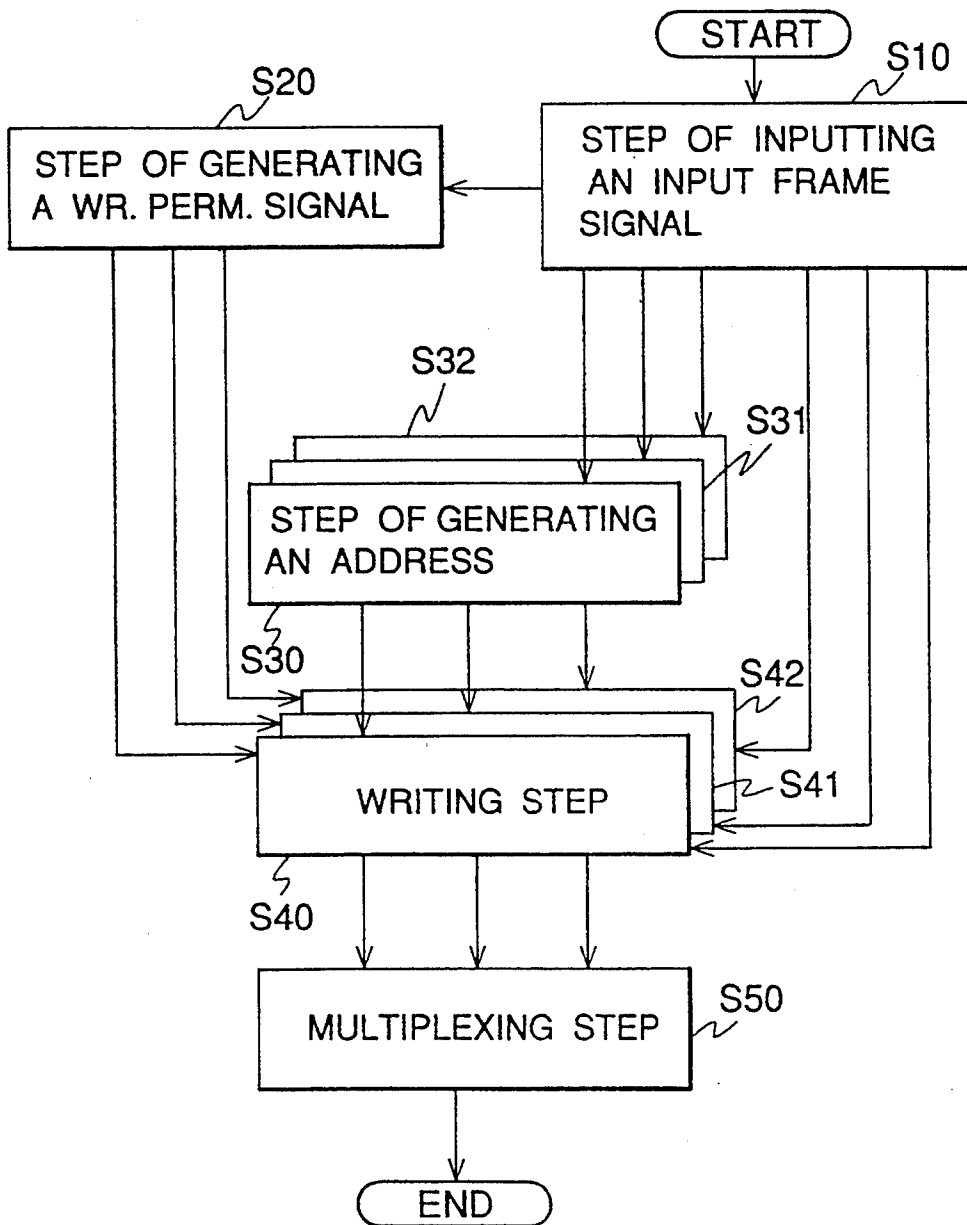 START
S10
S20
STEP OF INPUTTING
AN INPUT FRAME
SIGNAL
STEP OF GENERATING
A WR. PERM. SIGNAL
S32
S31
STEP OF GENERATING
AN ADDRESS
S30
S42
WRITING STEP
S41
S40
S50
MULTIPLEXING STEP
END